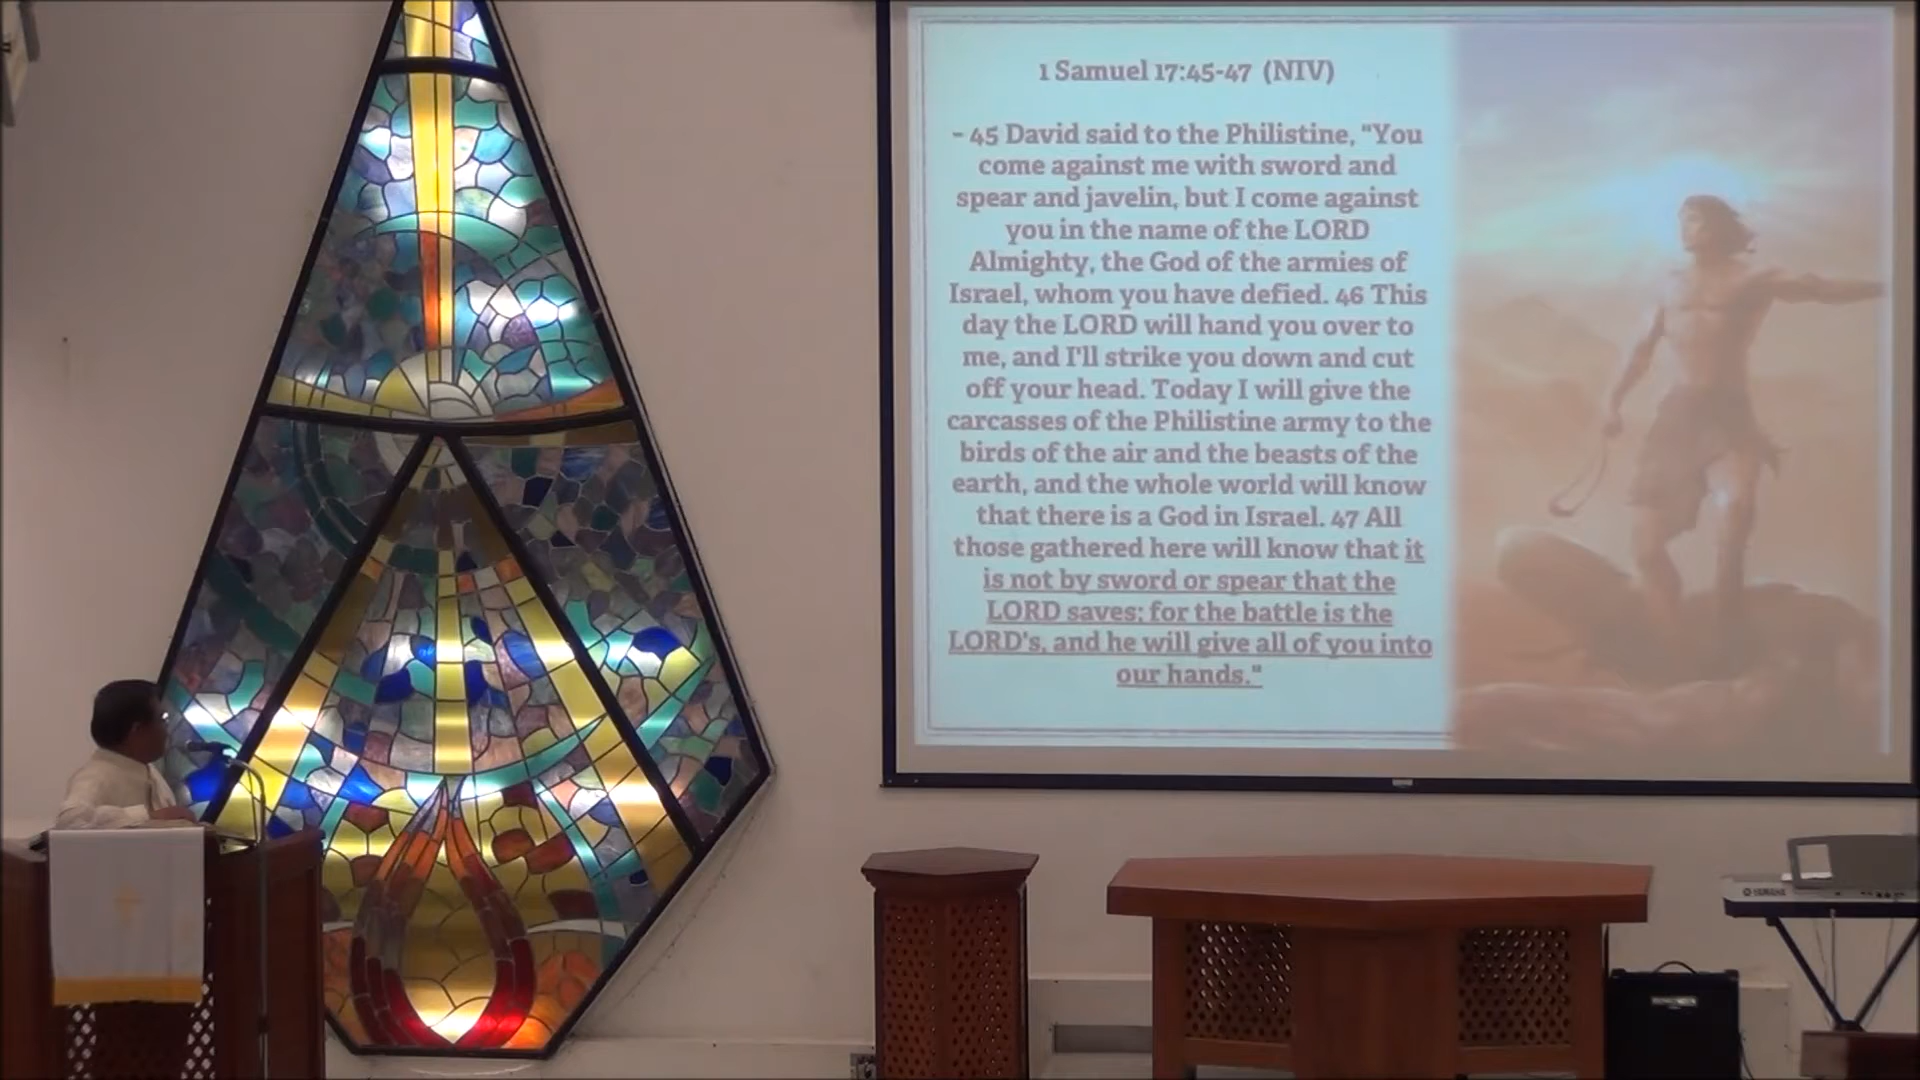 1 Samuel 17:45-47 (NIV)
- 45 David said to the Philistine, "You
come against me with sword and
spear and javelin, but I come against
you in the name of the LORD
Almighty, the God of the armies of
Israel, whom you have defied. 46 This
day the LORD will hand you over to
me, and I'll strike you down and cut
off your head. Today I will give the
carcasses of the Philistine army to the
birds of the air and the beasts of the
earth, and the whole world will know
that there is a God in Israel. 47 All
those gathered here will know that it
is not by sword or spear that the
LORD saves; for the battle is the
LORD's, and he will give all of you into
our hands."
YAMAHA